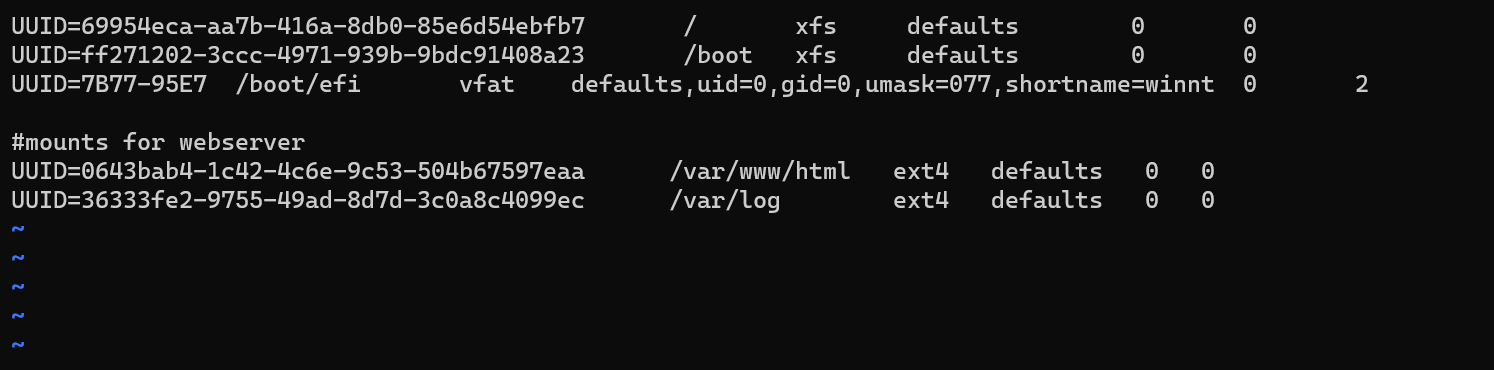 UUID=69954eca-aa7b-416a-8db0-85e6d54ebfb7 / xfs defaults 0 0
UUID=ff271202-3ccc-4971-939b-9bdc91408a23 /boot xfs defaults 0 0
UUID=7B77-95E7 /boot/efi vfat defaults,uid=0,gid=0,umask=077,shortname=winnt 0 2
#mounts for webserver
UUID=0643bab4-1c42-4c6e-9c53-504b67597eaa /var/www/html ext4 defaults 0 0
UUID=36333fe2-9755-49ad-8d7d-3c0a8c4099ec /var/log ext4 defaults 0 0
~
~
~
~
~